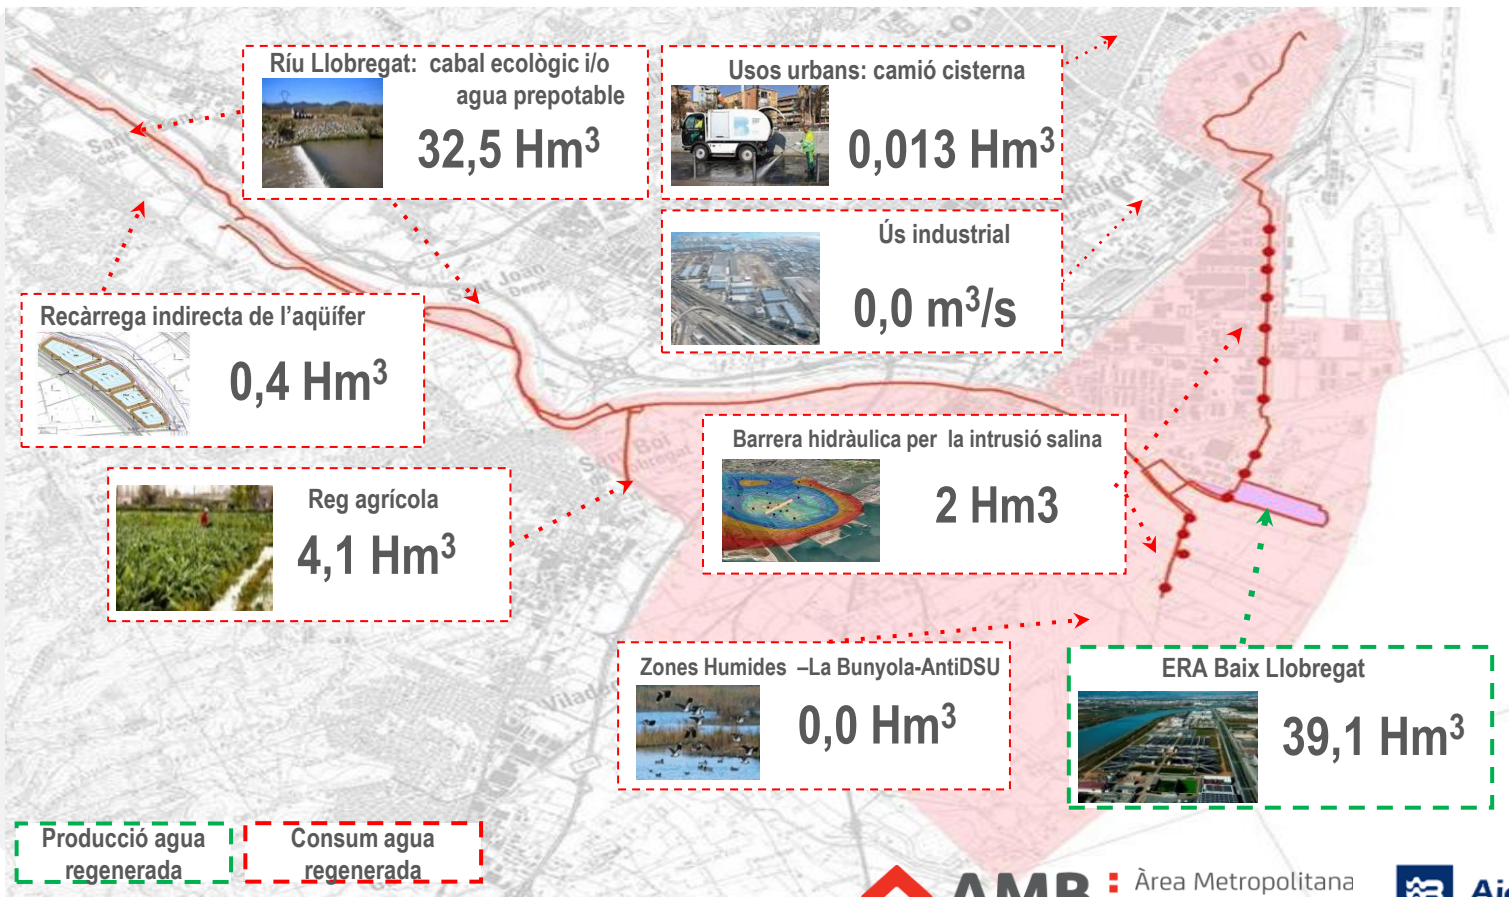 Ríu Llobregat: cabal ecològic i/o
agua prepotable
32,5 Hm³
Usos urbans: camió cisterna
0,013 Hm³
Ús industrial
0,0 m³/s
Recàrrega indirecta de l'aqüífer
0,4 Hm³
Barrera hidràulica per la intrusió salina
2 Hm3
Reg agrícola
4,1 Hm³
Zones Humides –La Bunyola-AntiDSU
0,0 Hm³
ERA Baix Llobregat
39,1 Hm³
Producció agua
regenerada
Consum agua
regenerada
Sant Boi
AMB
Àrea Metropolitana